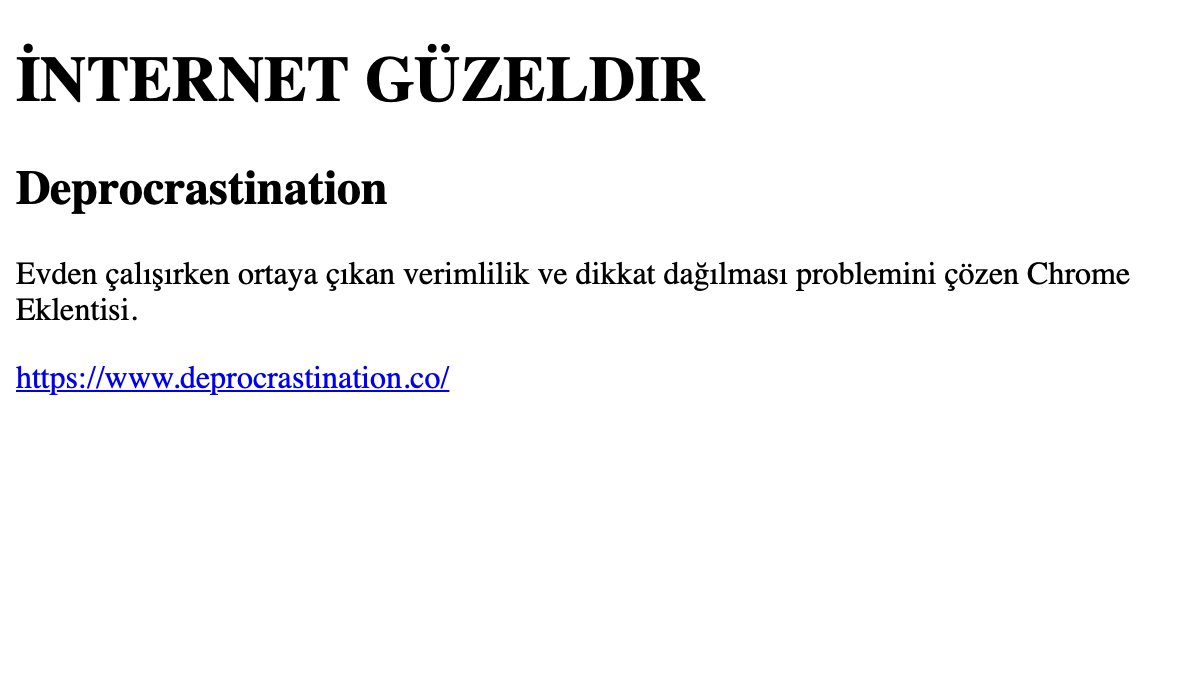 İNTERNET GÜZELDIR
Deprocrastination
Evden çalışırken ortaya çıkan verimlilik ve dikkat dağılması problemini çözen Chrome
Eklentisi.
https://www.deprocrastination.co/